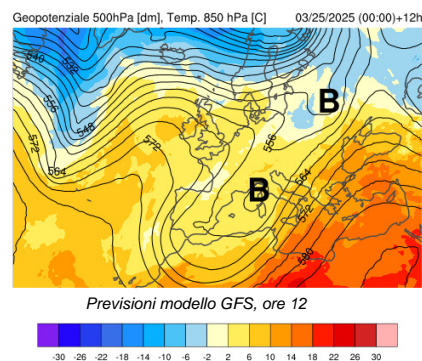 Geopotenziale 500hPa [dm], Temp. 850 hPa [C] 03/25/2025 (00:00)+12h
540
532
556
548
572
564
572
556
B
564
B
572
580
Previsioni modello GFS, ore 12
-30 -26 -22 -18 -14 -10 -6 -2 2 6 10 14 18 22 26 30